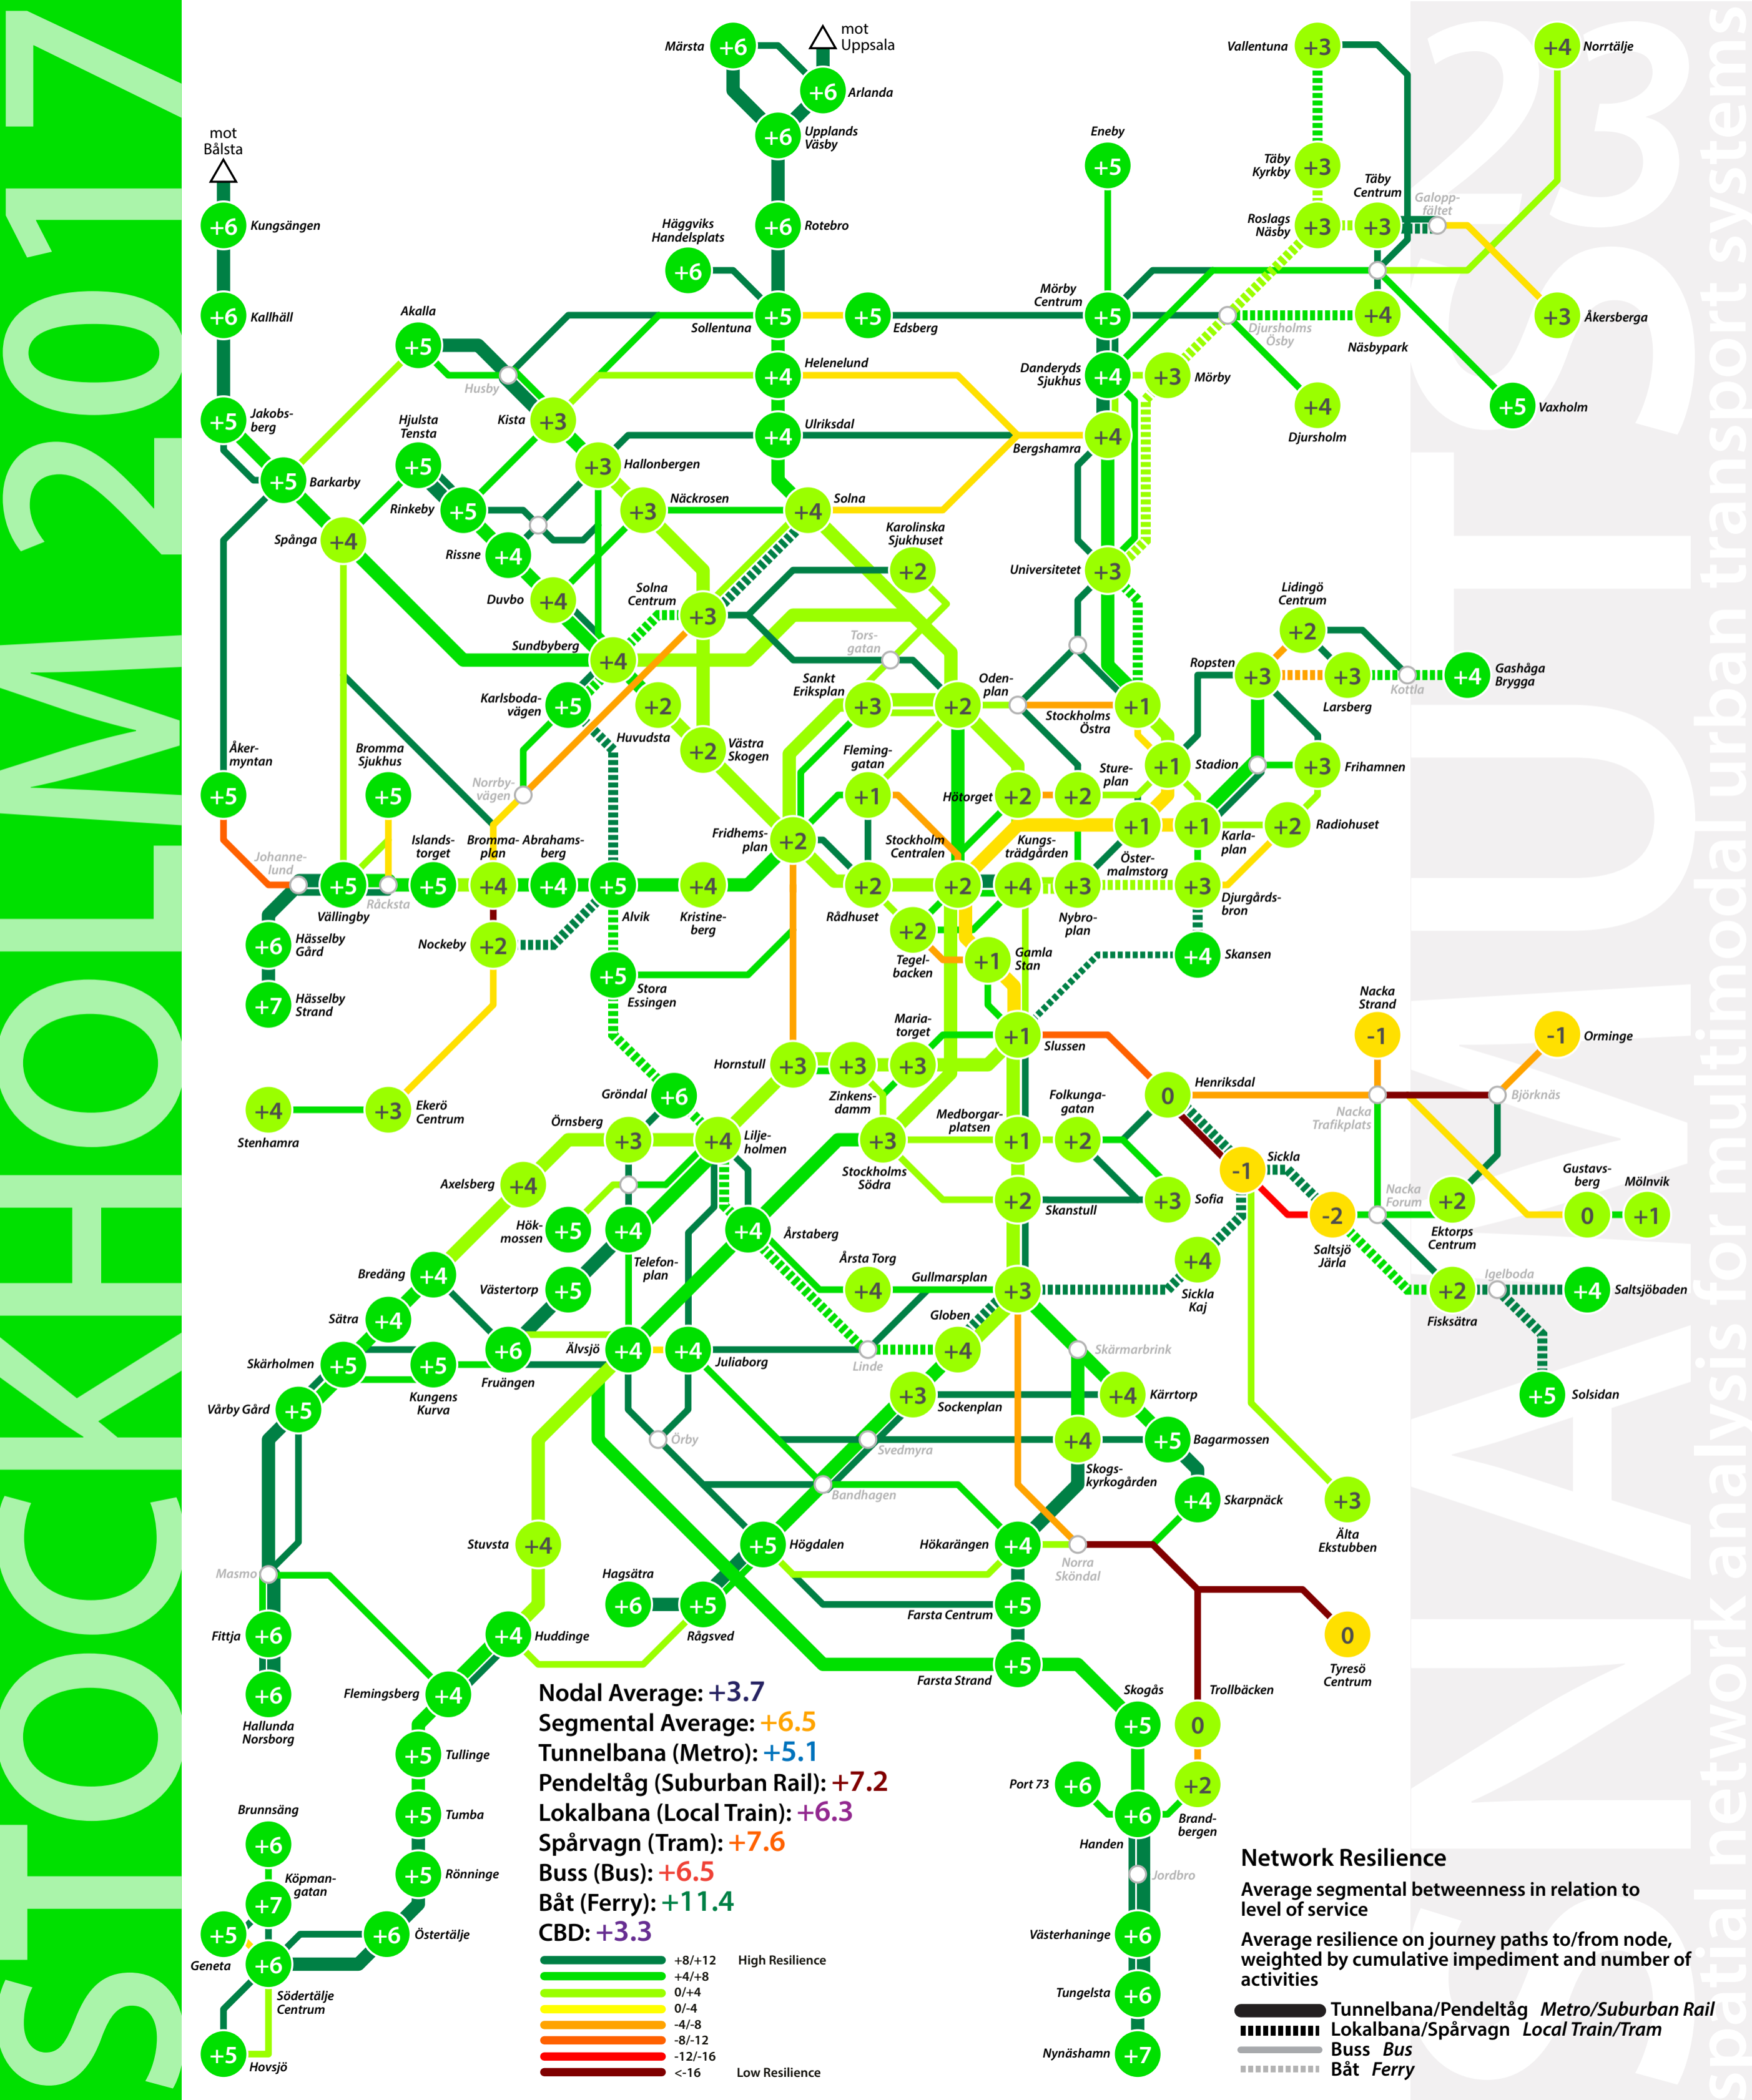 STOCKHOLM 2017
SNAMUTS 23
spatial network analysis for multimodal urban transport systems
mot
Uppsala
Märsta
+6
+6
Arlanda
+6
Upplands
Väsby
mot
Bålsta
+6
Kungsängen
Häggviks
Handelsplats
+6
+6
Rotebro
Eneby
+5
Vallentuna
+3
+4
Norrtälje
Täby
Kyrkby
+3
Täby
Centrum
+3
Roslags
Näsby
+3
Galopp-
fältet
+6
Kallhäll
Akalla
+5
Husby
Sollentuna
+5
+5
Edsberg
Mörby
Centrum
+5
Djursholms
Ösby
+4
Näsbypark
+3
Åkersberga
Helenelund
+4
Danderyds
Sjukhus
+4
+3
Mörby
+4
Djursholm
+5
Vaxholm
+5
Jakobs-
berg
Hjulsta
Tensta
+5
Kista
+3
Ulriksdal
+4
Bergshamra
+4
+5
Barkarby
+3
Hallonbergen
Rinkeby
+5
Näckrosen
+3
Solna
+4
Spånga
+4
Rissne
+4
Karolinska
Sjukhuset
+2
Universitetet
+3
Duvbo
+4
Solna
Centrum
+3
Lidingö
Centrum
+2
Sundbyberg
+4
Tors-
gatan
Ropsten
+3
+3
Larsberg
Kottla
+4
Gashåga
Brygga
Karlsboda-
vägen
+5
+2
Huvudsta
Sankt
Eriksplan
+3
+2
Oden-
plan
Stockholms
Östra
+1
+2
Västra
Skogen
Åker-
myntan
+5
Bromma
Sjukhus
+5
Norrby-
vägen
Fleming-
gatan
+1
Hötorget
+2
Sture-
plan
+2
+1
Stadion
+3
Frihamnen
Fridhems-
plan
+2
+1
Öster-
malmstorg
+1
Karla-
plan
+2
Radiohuset
Johanne-
lund
+5
Vällingby
Råcksta
Islands-
torget
+5
Bromma-
plan
+4
Abrahams-
berg
+4
+5
Alvik
+4
Kristine-
berg
+2
Rådhuset
Stockholm
Centralen
+2
Kungs-
trädgården
+4
+3
Nybro-
plan
+3
Djurgårds-
bron
+6
Hässelby
Gård
+7
Hässelby
Strand
Nockeby
+2
+5
Stora
Essingen
+2
Tegel-
backen
+1
Gamla
Stan
+4
Skansen
Nacka
Strand
-1
-1
Orminge
+1
Slussen
Maria-
torget
+3
Hornstull
+3
+3
Zinkens-
damm
0
Henriksdal
Nacka
Trafikplats
Björknäs
+4
Stenhamra
+3
Ekerö
Centrum
Gröndal
+6
Örnsberg
+3
+4
Lilje-
holmen
+3
Stockholms
Södra
Medborgar-
platsen
+1
Folkunga-
gatan
+2
-1
Sickla
Axelsberg
+4
Hök-
mossen
+5
+4
Telefon-
plan
+4
Årstaberg
+2
Skanstull
+3
Sofia
-2
Saltsjö
Järla
Nacka
Forum
+2
Ektorps
Centrum
Gustavs-
berg
0
Mölnvik
+1
Bredäng
+4
Västertorp
+5
Årsta Torg
+4
Gullmarsplan
+3
+4
Sickla
Kaj
+2
Fisksätra
Igelboda
+4
Saltsjöbaden
Sätra
+4
Skärholmen
+5
+5
Kungens
Kurva
+6
Fruängen
Älvsjö
+4
+4
Juliaborg
Linde
Globen
+4
Skärmarbrink
+5
Solsidan
Vårby Gård
+5
Örby
+3
Sockenplan
+4
Kärrtorp
Svedmyra
+4
Skogs-
kyrkogården
+5
Bagarmossen
Bandhagen
+4
Skarpnäck
+3
Älta
Ekstubben
Masmo
Stuvsta
+4
+5
Högdalen
Hökarängen
+4
Norra
Sköndal
Fittja
+6
Hagsätra
+6
+5
Rågsved
Farsta Centrum
+5
0
Tyresö
Centrum
+4
Huddinge
+6
Hallunda
Norsborg
Flemingsberg
+4
Farsta Strand
+5
Skogås
+5
Trollbäcken
0
+5
Tullinge
Port 73
+6
+6
Handen
+2
Brand-
bergen
+5
Tumba
Brunnsäng
+6
+5
Rönninge
Jordbro
Köpman-
gatan
+7
+5
Geneta
+6
Östertälje
+6
Södertälje
Centrum
Västerhaninge
+6
Tungelsta
+6
+5
Hovsjö
Nynäshamn
+7
Nodal Average: +3.7
Segmental Average: +6.5
Tunnelbana (Metro): +5.1
Pendeltåg (Suburban Rail): +7.2
Lokalbana (Local Train): +6.3
Spårvagn (Tram): +7.6
Buss (Bus): +6.5
Båt (Ferry): +11.4
CBD: +3.3
+8/+12 High Resilience
+4/+8
0/+4
0/-4
-4/-8
-8/-12
-12/-16
<-16 Low Resilience
Network Resilience
Average segmental betweenness in relation to
level of service
Average resilience on journey paths to/from node,
weighted by cumulative impediment and number of
activities
Tunnelbana/Pendeltåg Metro/Suburban Rail
Lokalbana/Spårvagn Local Train/Tram
Buss Bus
Båt Ferry